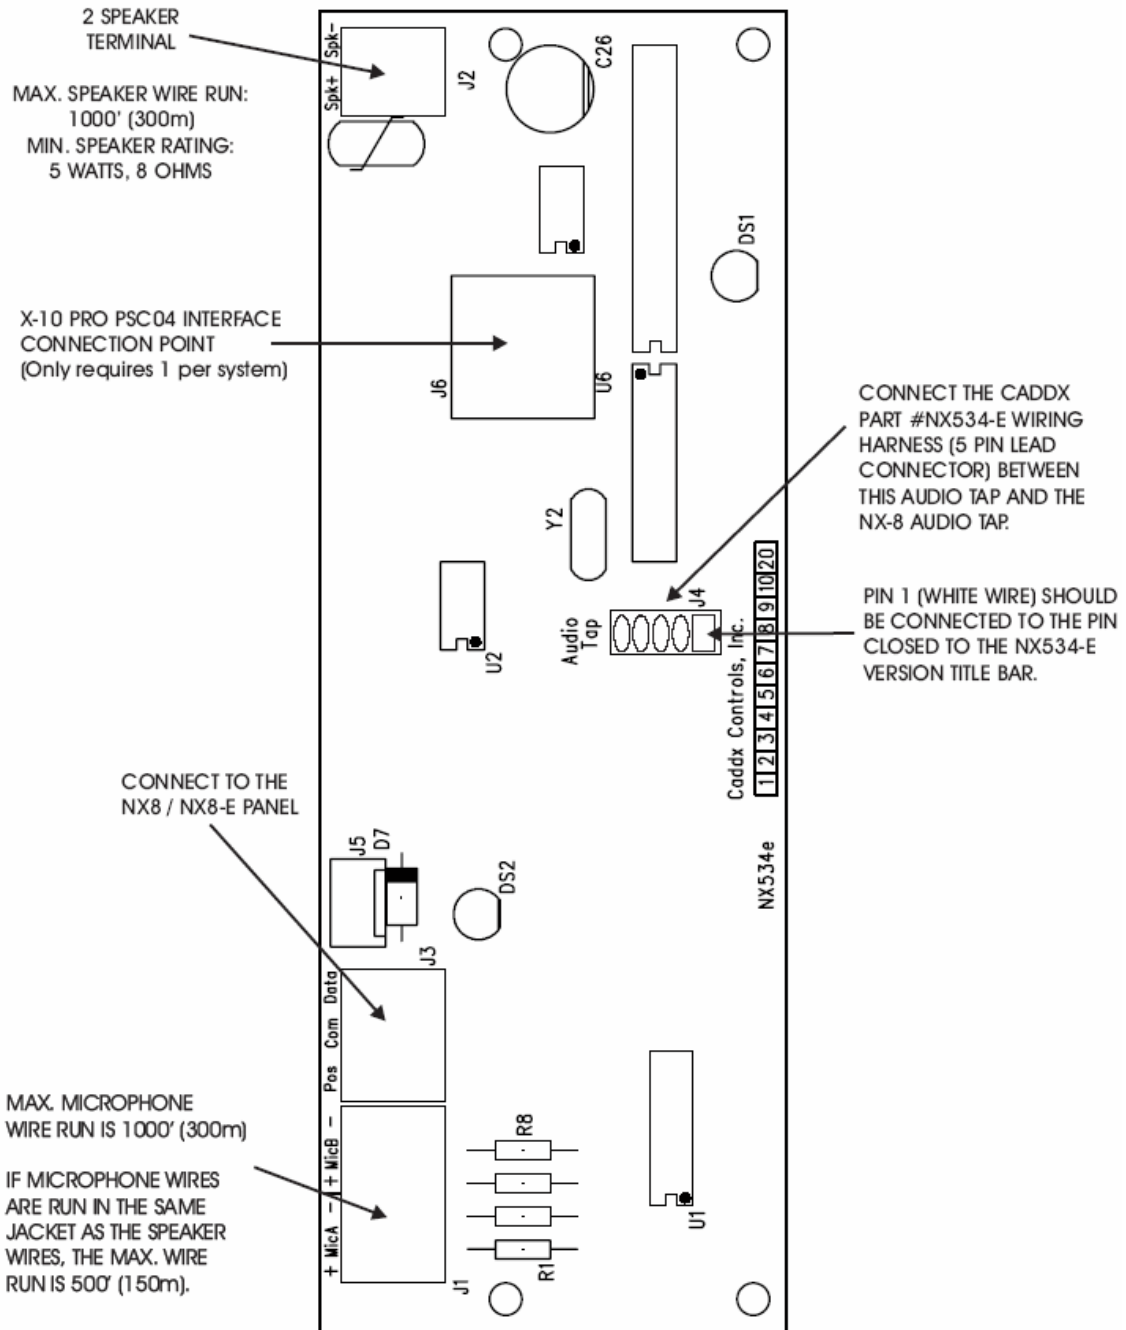 2 SPEAKER
TERMINAL
MAX. SPEAKER WIRE RUN:
1000' (300m)
MIN. SPEAKER RATING:
5 WATTS, 8 OHMS
Spk+ Spk-
J2
C26
DS1
X-10 PRO PSC04 INTERFACE
CONNECTION POINT
(Only requires 1 per system)
J6
U6
CONNECT THE CADDX
PART #NX534-E WIRING
HARNESS (5 PIN LEAD
CONNECTOR) BETWEEN
THIS AUDIO TAP AND THE
NX-8 AUDIO TAP.
Y2
U2
Audio
Tap
J4
PIN 1 (WHITE WIRE) SHOULD
BE CONNECTED TO THE PIN
CLOSED TO THE NX534-E
VERSION TITLE BAR.
Caddx Controls, Inc.
1 2 3 4 5 6 7 8 9 10 20
NX534e
CONNECT TO THE
NX8 / NX8-E PANEL
J5
D7
DS2
J3
Pos Com Data
MAX. MICROPHONE
WIRE RUN IS 1000' (300m)
IF MICROPHONE WIRES
ARE RUN IN THE SAME
JACKET AS THE SPEAKER
WIRES, THE MAX. WIRE
RUN IS 500' (150m).
+ MicA - + MicB -
J1
R8
R1
U1